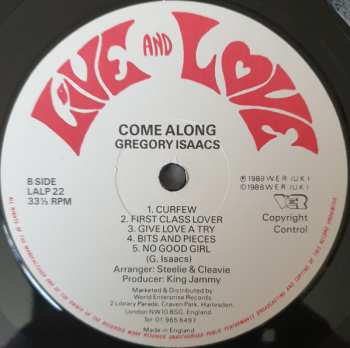 LIVE AND LOVE
COME ALONG
GREGORY ISAACS
B SIDE
LALP 22
33⅓ RPM
℗ 1989 W.E.R. (U.K.)
© 1988 W.E.R. (U.K.)
WER
Copyright
Control
1. CURFEW
2. FIRST CLASS LOVER
3. GIVE LOVE A TRY
4. BITS AND PIECES
5. NO GOOD GIRL
(G. Isaacs)
Arranger: Steelie & Cleavie
Producer: King Jammy
Marketed & Distributed by
World Enterprise Records
2 Library Parade, Craven Park, Harlesden,
London NW10 8SG, England
Tel 01 965 6497
Made in England